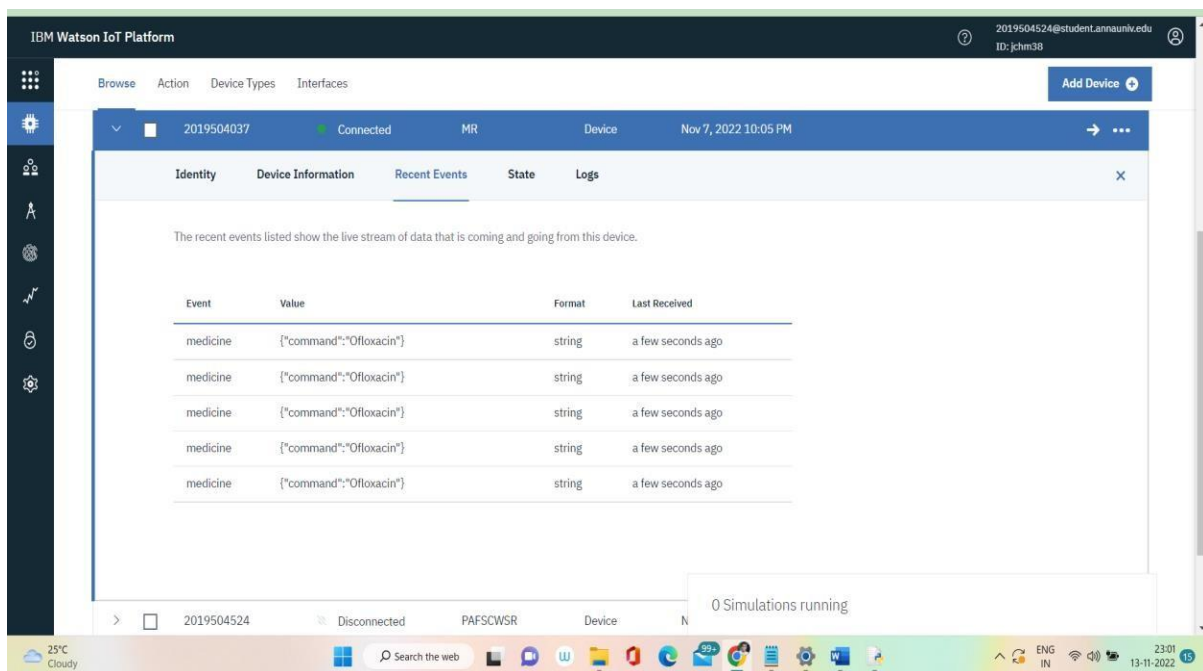 IBM Watson IoT Platform
2019504524@student.annauniv.edu
ID: jchm38
Browse Action Device Types Interfaces
Add Device
2019504037 Connected MR Device Nov 7, 2022 10:05 PM
Identity Device Information Recent Events State Logs
The recent events listed show the live stream of data that is coming and going from this device.
Event Value Format Last Received
medicine {"command":"Ofloxacin"} string a few seconds ago
medicine {"command":"Ofloxacin"} string a few seconds ago
medicine {"command":"Ofloxacin"} string a few seconds ago
medicine {"command":"Ofloxacin"} string a few seconds ago
medicine {"command":"Ofloxacin"} string a few seconds ago
0 Simulations running
2019504524 Disconnected PAFSCWSR Device N
25°C
Cloudy
Search the web
99+
ENG
IN
23:01
13-11-2022
15